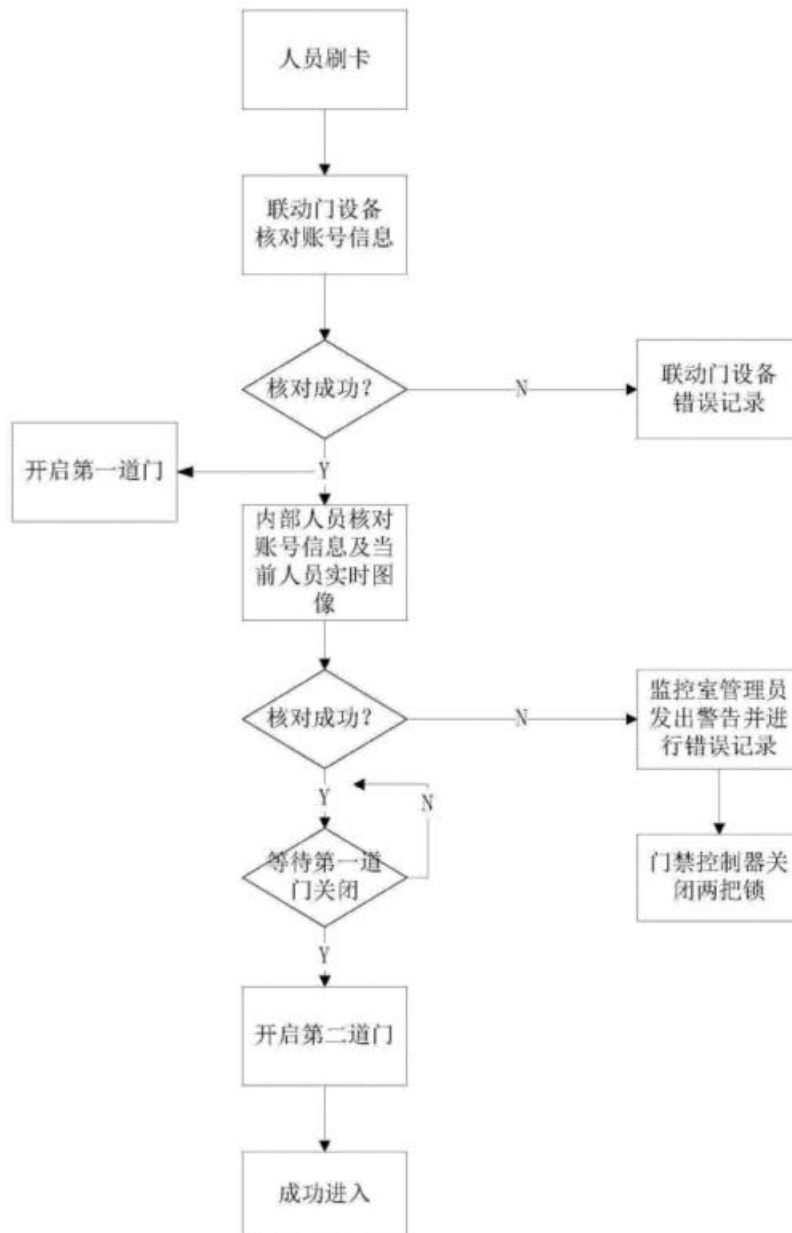 人员刷卡
联动门设备
核对账号信息
核对成功？
N
联动门设备
错误记录
开启第一道门
Y
内部人员核对
账号信息及当
前人员实时图
像
核对成功？
N
监控室管理员
发出警告并进
行错误记录
Y
N
等待第一道
门关闭
门禁控制器关
闭两把锁
Y
开启第二道门
成功进入